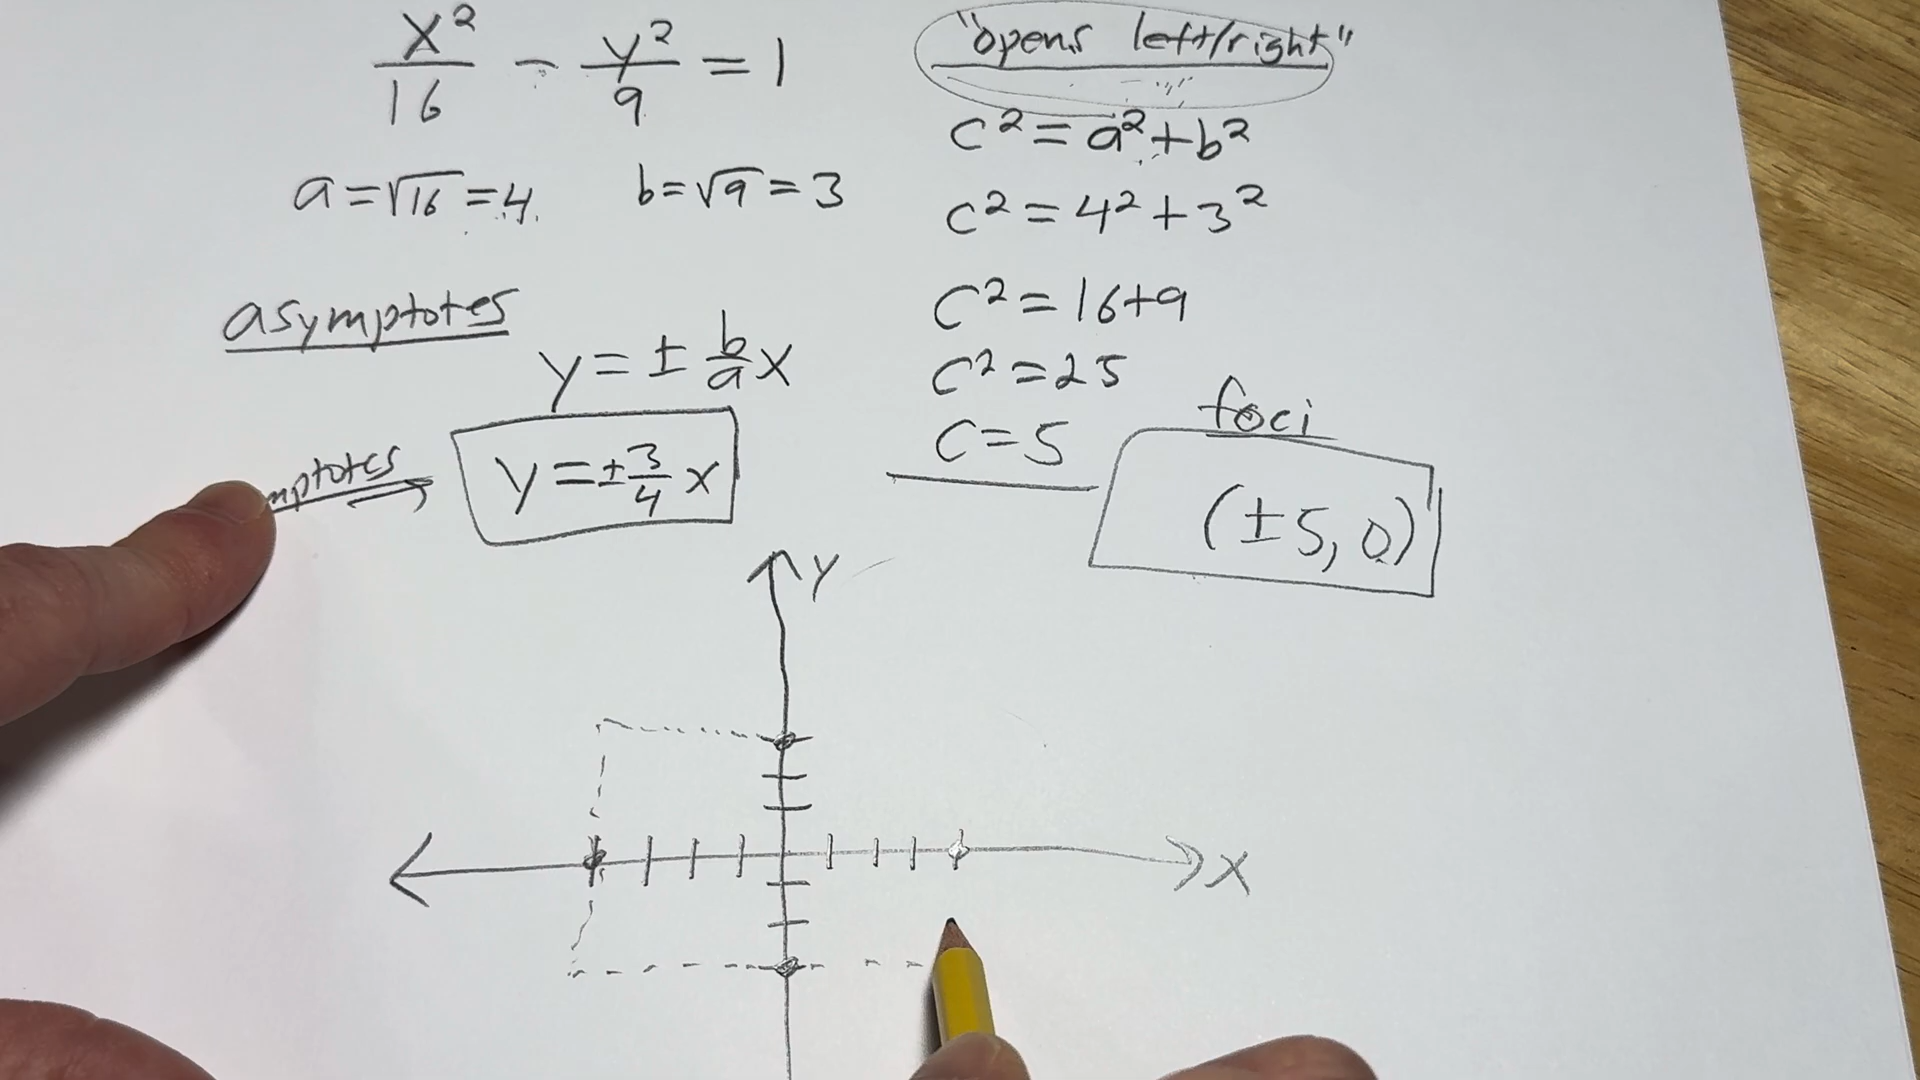 x²/16 - y²/9 = 1
a = √16 = 4
b = √9 = 3
asymptotes
y = ± b/a x
mptotes → y = ± 3/4 x
"opens left/right"
c² = a² + b²
c² = 4² + 3²
c² = 16+9
c² = 25
c = 5
foci
(±5, 0)
y
x